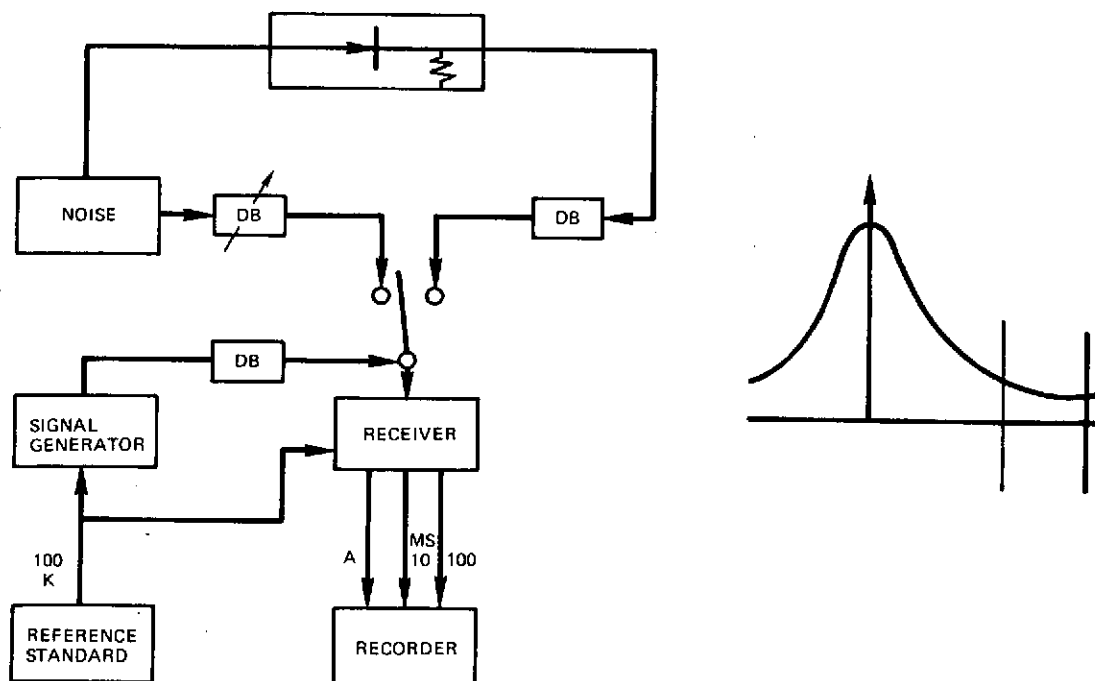 NOISE
DB
DB
DB
SIGNAL
GENERATOR
RECEIVER
100
K
A
MS
10
100
REFERENCE
STANDARD
RECORDER